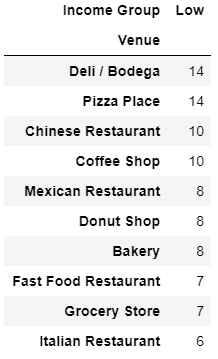 Income Group Low
Venue
Deli / Bodega 14
Pizza Place 14
Chinese Restaurant 10
Coffee Shop 10
Mexican Restaurant 8
Donut Shop 8
Bakery 8
Fast Food Restaurant 7
Grocery Store 7
Italian Restaurant 6